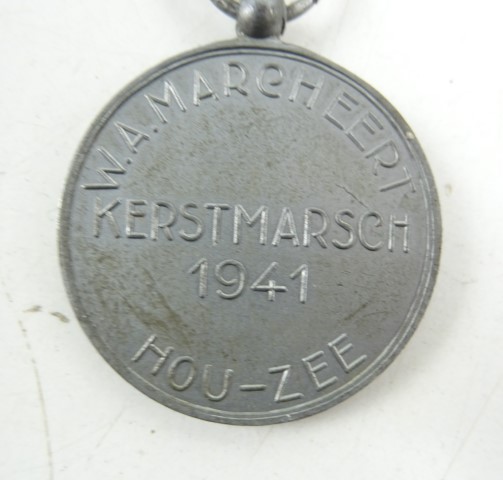 W.A. MARCHEERT
KERSTMARSCH
1941
HOU-ZEE